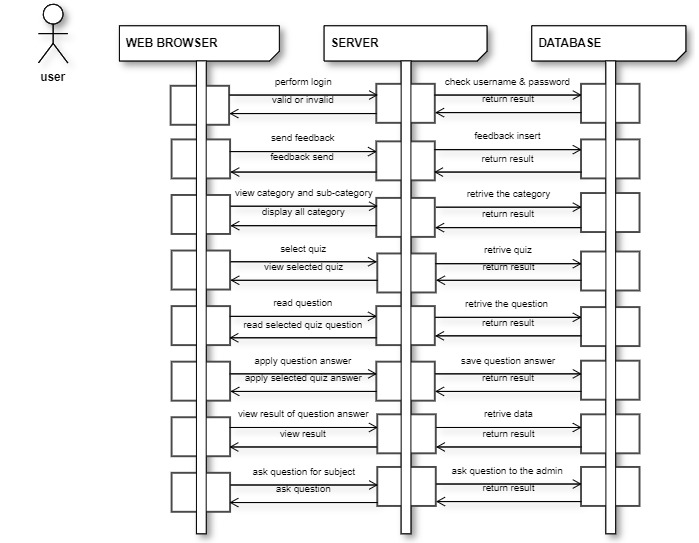 user
WEB BROWSER
SERVER
DATABASE
perform login
check username & password
valid or invalid
return result
send feedback
feedback insert
feedback send
return result
view category and sub-category
retrive the category
display all category
return result
select quiz
retrive quiz
view selected quiz
return result
read question
retrive the question
read selected quiz question
return result
apply question answer
save question answer
apply selected quiz answer
return result
view result of question answer
retrive data
view result
return result
ask question for subject
ask question to the admin
ask question
return result